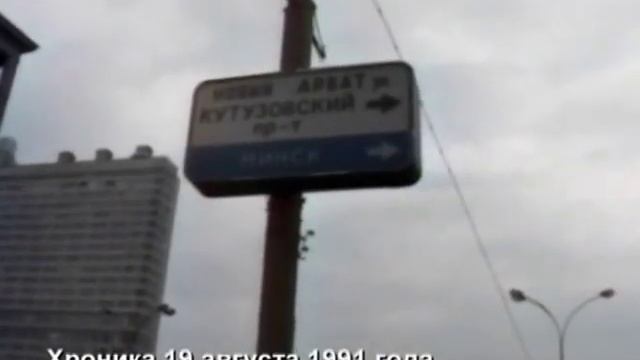 НОВЫЙ АРБАТ ул.
КУТУЗОВСКИЙ
пр-т
МИНСК
Хроника 19 августа 1991 года